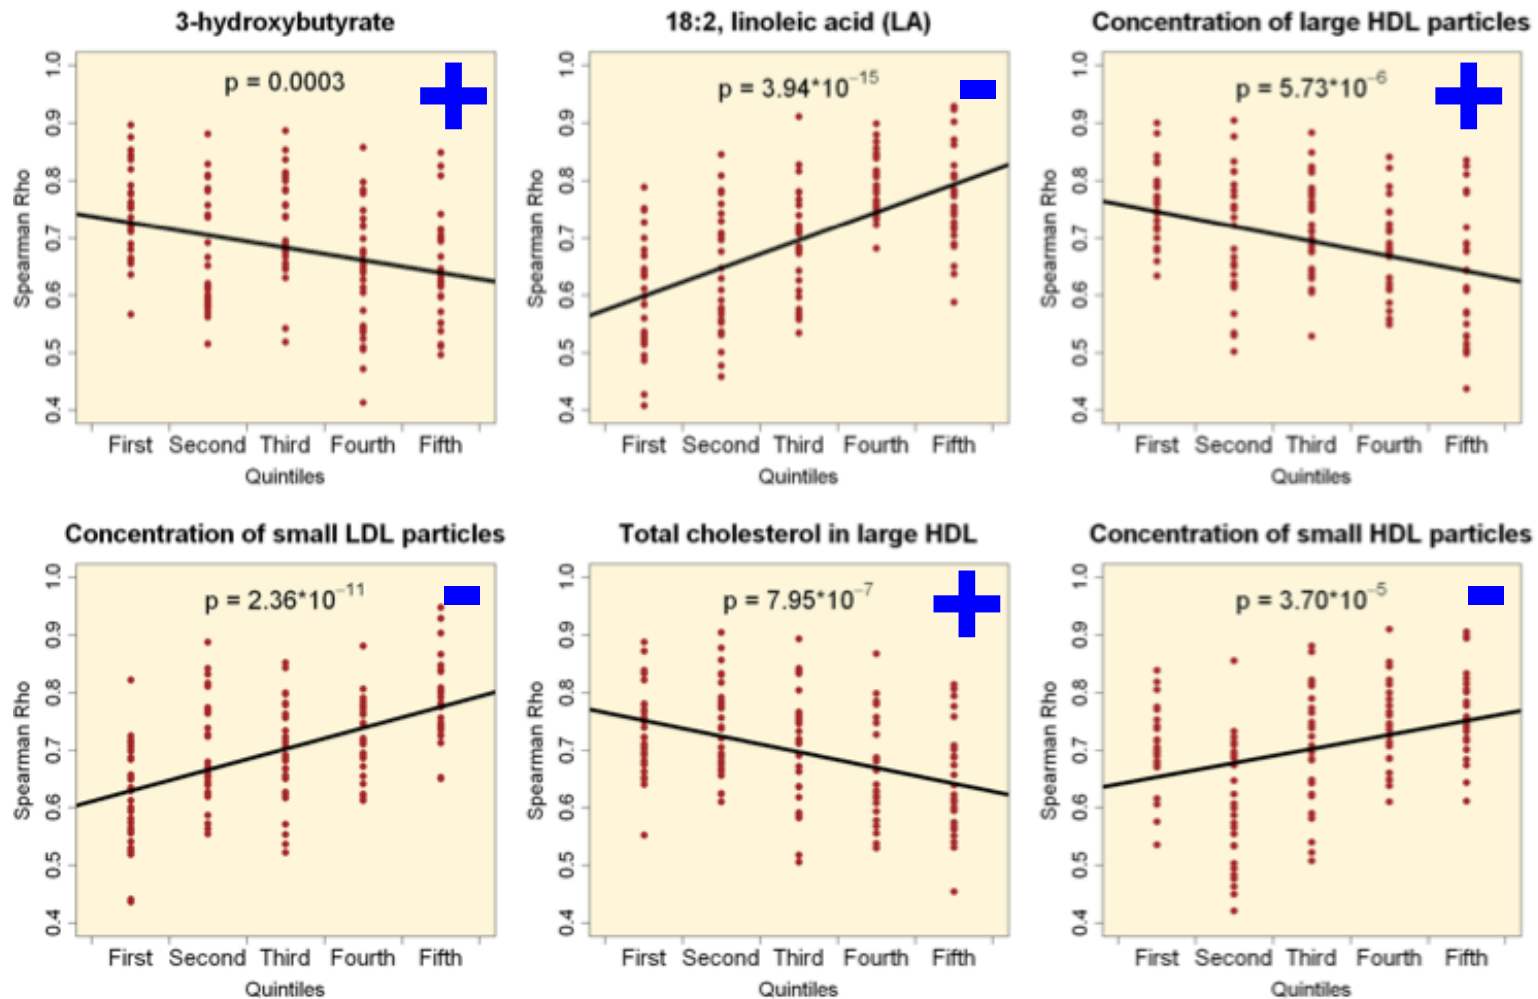 3-hydroxybutyrate
p = 0.0003
+
Spearman Rho
1.0
0.9
0.8
0.7
0.6
0.5
0.4
First Second Third Fourth Fifth
Quintiles
18:2, linoleic acid (LA)
p = 3.94*10⁻¹⁵
-
Spearman Rho
1.0
0.9
0.8
0.7
0.6
0.5
0.4
First Second Third Fourth Fifth
Quintiles
Concentration of large HDL particles
p = 5.73*10⁻⁶
+
Spearman Rho
1.0
0.9
0.8
0.7
0.6
0.5
0.4
First Second Third Fourth Fifth
Quintiles
Concentration of small LDL particles
p = 2.36*10⁻¹¹
-
Spearman Rho
1.0
0.9
0.8
0.7
0.6
0.5
0.4
First Second Third Fourth Fifth
Quintiles
Total cholesterol in large HDL
p = 7.95*10⁻⁷
+
Spearman Rho
1.0
0.9
0.8
0.7
0.6
0.5
0.4
First Second Third Fourth Fifth
Quintiles
Concentration of small HDL particles
p = 3.70*10⁻⁵
-
Spearman Rho
1.0
0.9
0.8
0.7
0.6
0.5
0.4
First Second Third Fourth Fifth
Quintiles